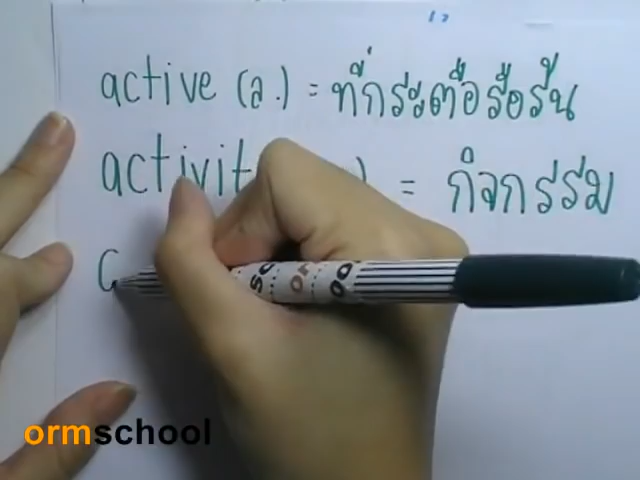 active (a.) = ที่กระตือรือร้น
activit ) = กิจกรรม
ormschool